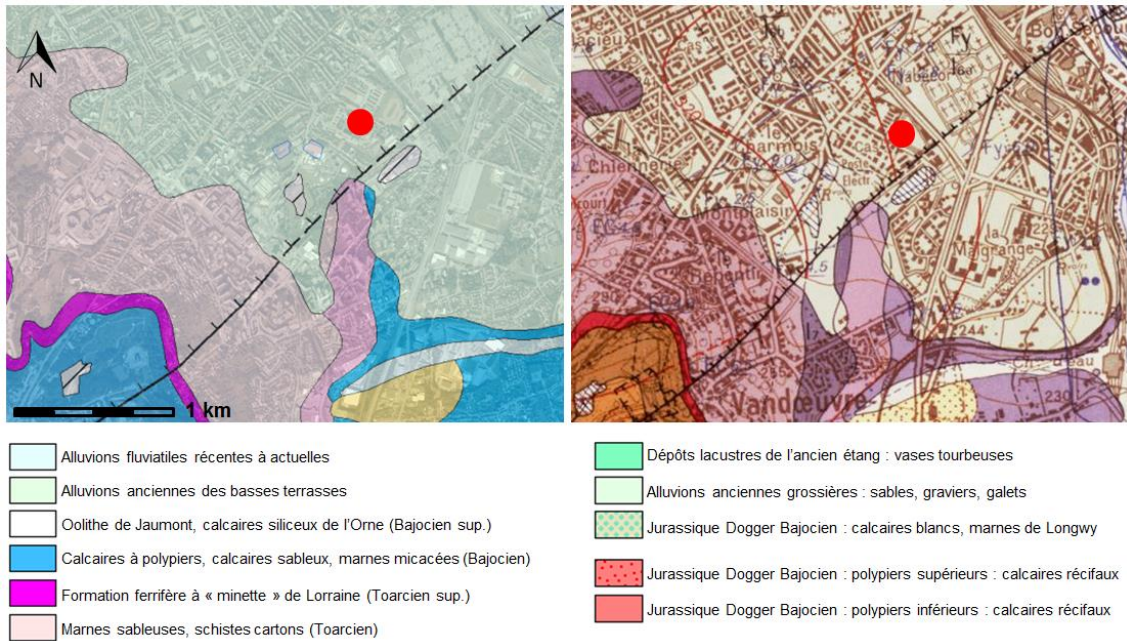 N
1 km
la
Charmois
la
Vandœuvre
244
230
Alluvions fluviatiles récentes à actuelles
Alluvions anciennes des basses terrasses
Oolithe de Jaumont, calcaires siliceux de l'Orne (Bajocien sup.)
Calcaires à polypiers, calcaires sableux, marnes micacées (Bajocien)
Formation ferrifère à « minette » de Lorraine (Toarcien sup.)
Marnes sableuses, schistes cartons (Toarcien)
Dépôts lacustres de l'ancien étang : vases tourbeuses
Alluvions anciennes grossières : sables, graviers, galets
Jurassique Dogger Bajocien : calcaires blancs, marnes de Longwy
Jurassique Dogger Bajocien : polypiers supérieurs : calcaires récifaux
Jurassique Dogger Bajocien : polypiers inférieurs : calcaires récifaux